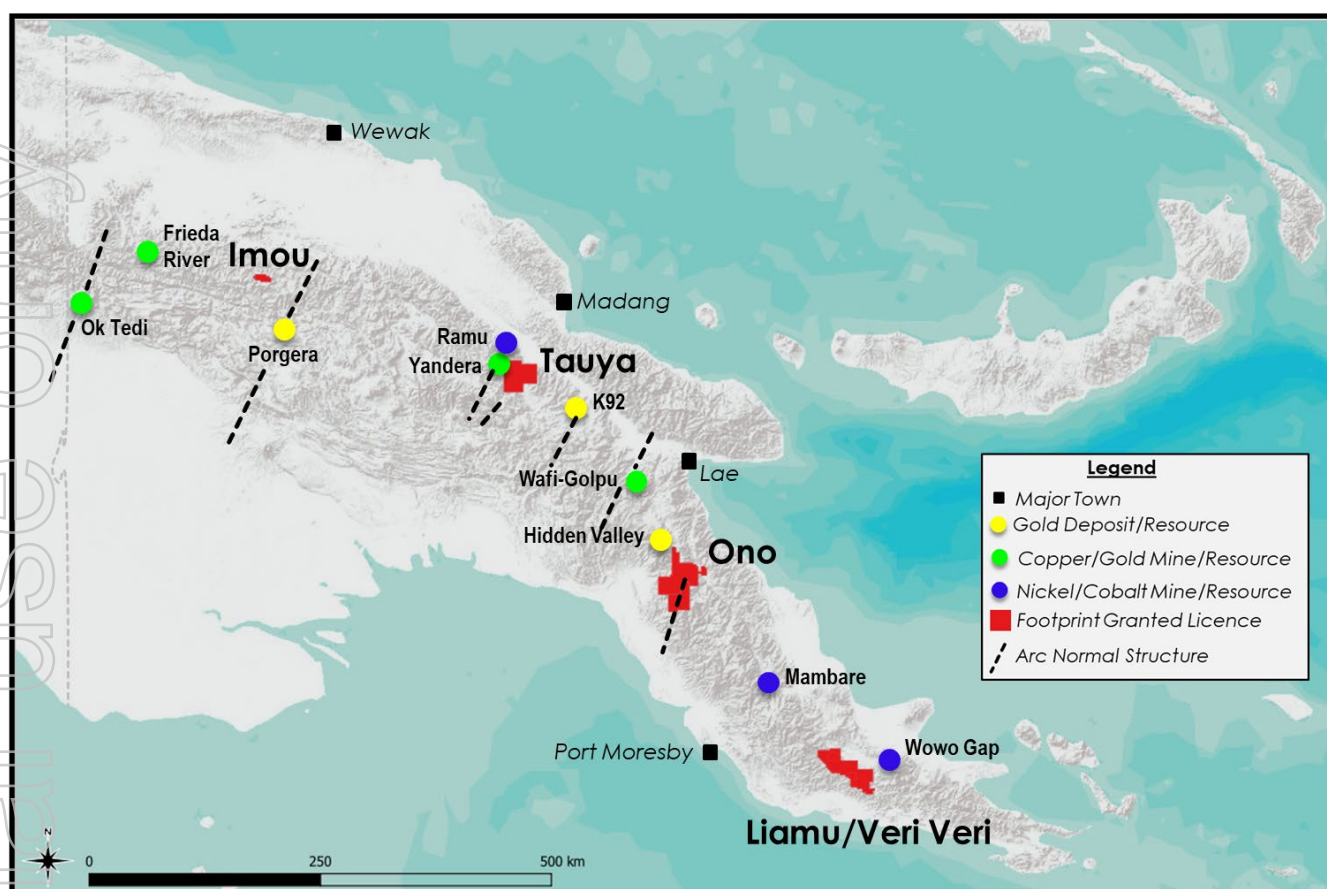 Wewak
Frieda
River
Imou
Ok Tedi
Porgera
Madang
Ramu
Yandera
Tauya
K92
Wafi-Golpu
Lae
Hidden Valley
Ono
Mambare
Port Moresby
Wowo Gap
Liamu/Veri Veri
Legend
Major Town
Gold Deposit/Resource
Copper/Gold Mine/Resource
Nickel/Cobalt Mine/Resource
Footprint Granted Licence
Arc Normal Structure
N
0 250 500 km